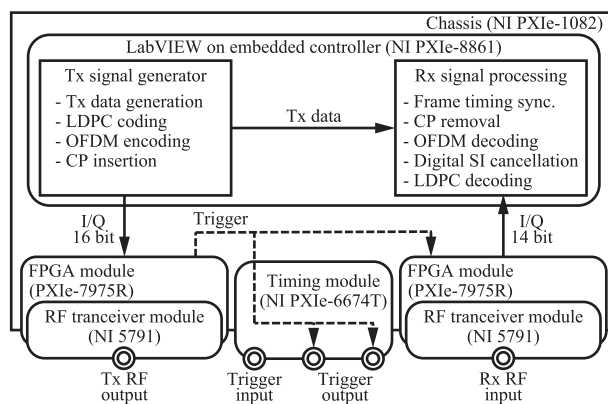 Chassis (NI PXIe-1082)
LabVIEW on embedded controller (NI PXIe-8861)
Tx signal generator
- Tx data generation
- LDPC coding
- OFDM encoding
- CP insertion
Tx data
Rx signal processing
- Frame timing sync.
- CP removal
- OFDM decoding
- Digital SI cancellation
- LDPC decoding
I/Q
16 bit
Trigger
I/Q
14 bit
FPGA module
(PXIe-7975R)
RF tranceiver module
(NI 5791)
Timing module
(NI PXIe-6674T)
FPGA module
(PXIe-7975R)
RF tranceiver module
(NI 5791)
Tx RF
output
Trigger
input
Trigger
output
Rx RF
input